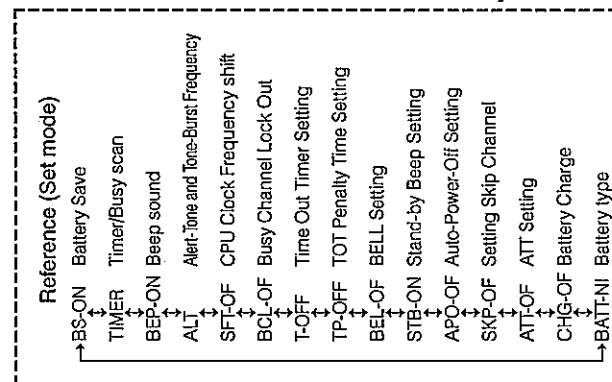 Reference (Set mode)
BS-ON Battery Save
TIMER Timer/Busy scan
BEP-ON Beep sound
ALT Alert-Tone and Tone-Burst Frequency
SFT-OF CPU Clock Frequency shift
BCL-OF Busy Channel Lock Out
T-OFF Time Out Timer Setting
TP-OFF TOT Penalty Time Setting
BEL-OF BELL Setting
STB-ON Stand-by Beep Setting
APO-OF Auto-Power-Off Setting
SKP-OF Setting Skip Channel
ATT-OF ATT Setting
CHG-OF Battery Charge
BATT-NI Battery type